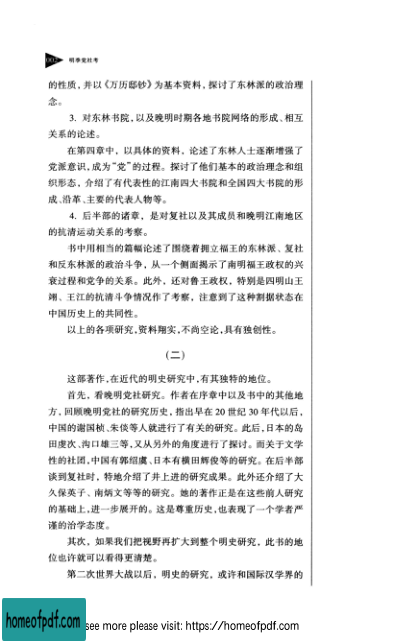 明季党社考
的性质,并以《万历邸钞》为基本资料,探讨了东林派的政治理
念。
3. 对东林书院,以及晚明时期各地书院网络的形成、相互
关系的论述。
在第四章中，以具体的资料，论述了东林人士逐渐增强了
党派意识,成为“党”的过程。探讨了他们基本的政治理念和组
织形态，介绍了有代表性的江南四大书院和全国四大书院的形
成、沿革、主要的代表人物等。
4. 后半部的诸章，是对复社以及其成员和晚明江南地区
的抗清运动关系的考察。
书中用相当的篇幅论述了围绕着拥立福王的东林派、复社
和反东林派的政治斗争，从一个侧面揭示了南明福王政权的兴
衰过程和党争的关系。此外，还对鲁王政权，特别是四明山王
翊、王江的抗清斗争情况作了考察，注意到了这种割据状态在
中国历史上的共同性。
以上的各项研究,资料翔实,不尚空论,具有独创性。
(二)
这部著作,在近代的明史研究中,有其独特的地位。
首先，看晚明党社研究。作者在序章中以及书中的其他地
方，回顾晚明党社的研究历史，指出早在 20 世纪 30 年代以后,
中国的谢国桢、朱倓等人就进行了有关的研究。此后,日本的岛
田虔次、沟口雄三等,又从另外的角度进行了探讨。而关于文学
性的社团,中国有郭绍虞、日本有横田辉俊等的研究。在后半部
谈到复社时，特地介绍了井上进的研究成果。此外还介绍了大
久保英子、南炳文等等的研究。她的著作正是在这些前人研究
的基础上,进一步展开的。这是尊重历史,也表现了一个学者严
谨的治学态度。
其次，如果我们把视野再扩大到整个明史研究，此书的地
位也许就可以看得更清楚。
第二次世界大战以后，明史的研究，或许和国际汉学界的
homeofpdf.com
see more please visit: https://homeofpdf.com